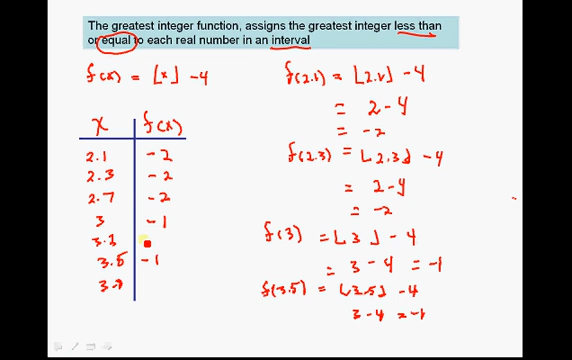 The greatest integer function, assigns the greatest integer less than
or equal to each real number in an interval
f(x) = ⌊x⌋ -4
x f(x)
2.1 -2
2.3 -2
2.7 -2
3 -1
3.5 -1
f(2.1) = ⌊2.1⌋ -4
= 2-4
= -2
f(2.3) = ⌊2.3⌋ -4
= 2-4
= -2
f(3) = ⌊3⌋ -4
= 3-4 = -1
f(3.5) = ⌊3.5⌋ -4
3-4 = -1